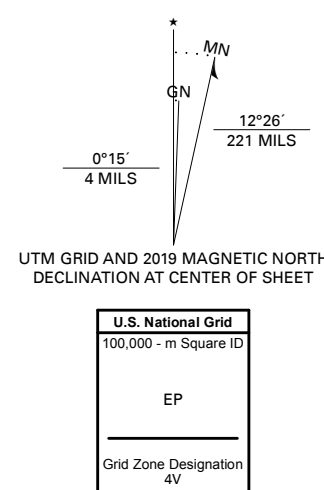 ★
MN
GN
12°26´
221 MILS
0°15´
4 MILS
UTM GRID AND 2019 MAGNETIC NORTH
DECLINATION AT CENTER OF SHEET
U.S. National Grid
100,000 - m Square ID
EP
Grid Zone Designation
4V